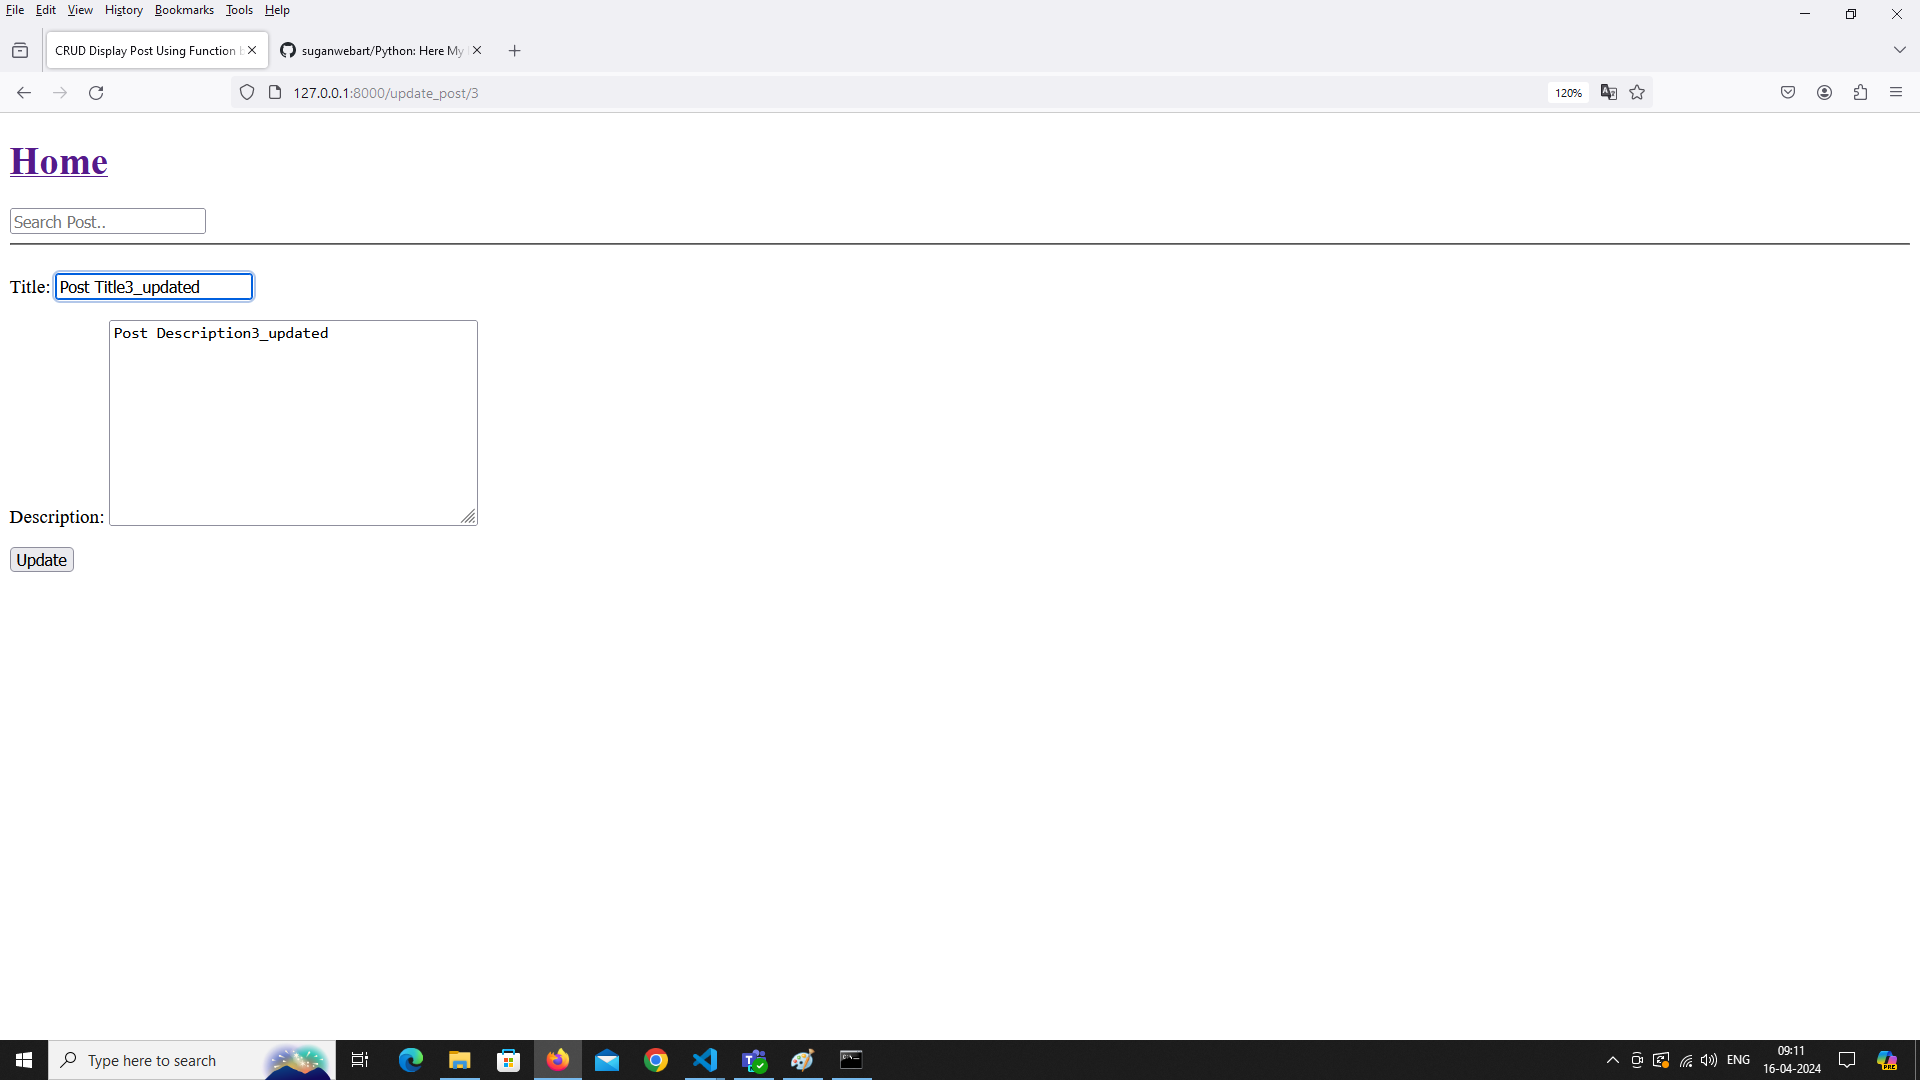 File Edit View History Bookmarks Tools Help
CRUD Display Post Using Function
suganwebart/Python: Here My
127.0.0.1:8000/update_post/3
120%
Home
Search Post..
Title: Post Title3_updated
Post Description3_updated
Description:
Update
Type here to search
ENG
09:11
16-04-2024